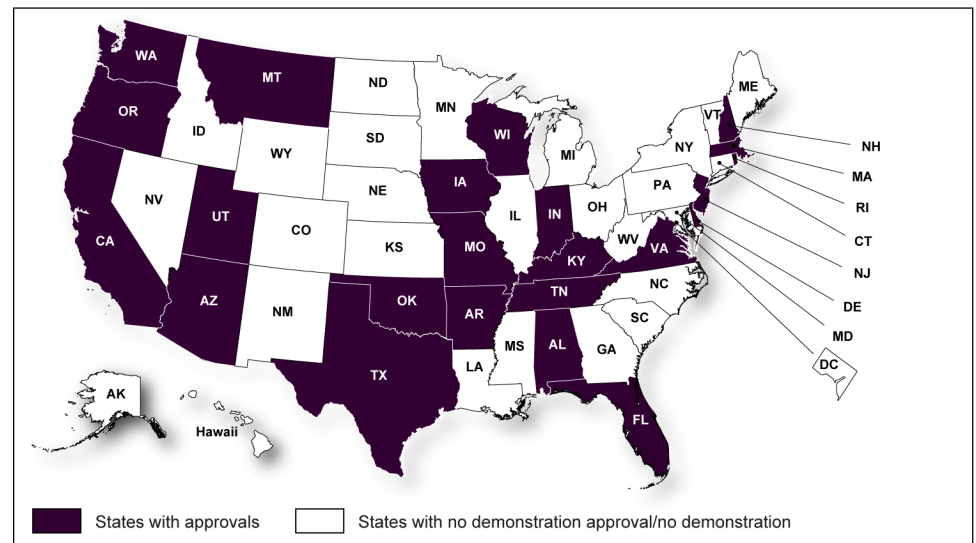 WA
MT
ND
MN
ME
VT
OR
ID
SD
WI
NY
NH
WY
MI
MA
IA
NE
PA
RI
NV
UT
IL
IN
OH
CT
CO
WV
CA
KS
MO
KY
VA
NJ
TN
NC
DE
AZ
OK
AR
NM
SC
MD
MS
AL
GA
DC
LA
TX
AK
FL
Hawaii
States with approvals
States with no demonstration approval/no demonstration